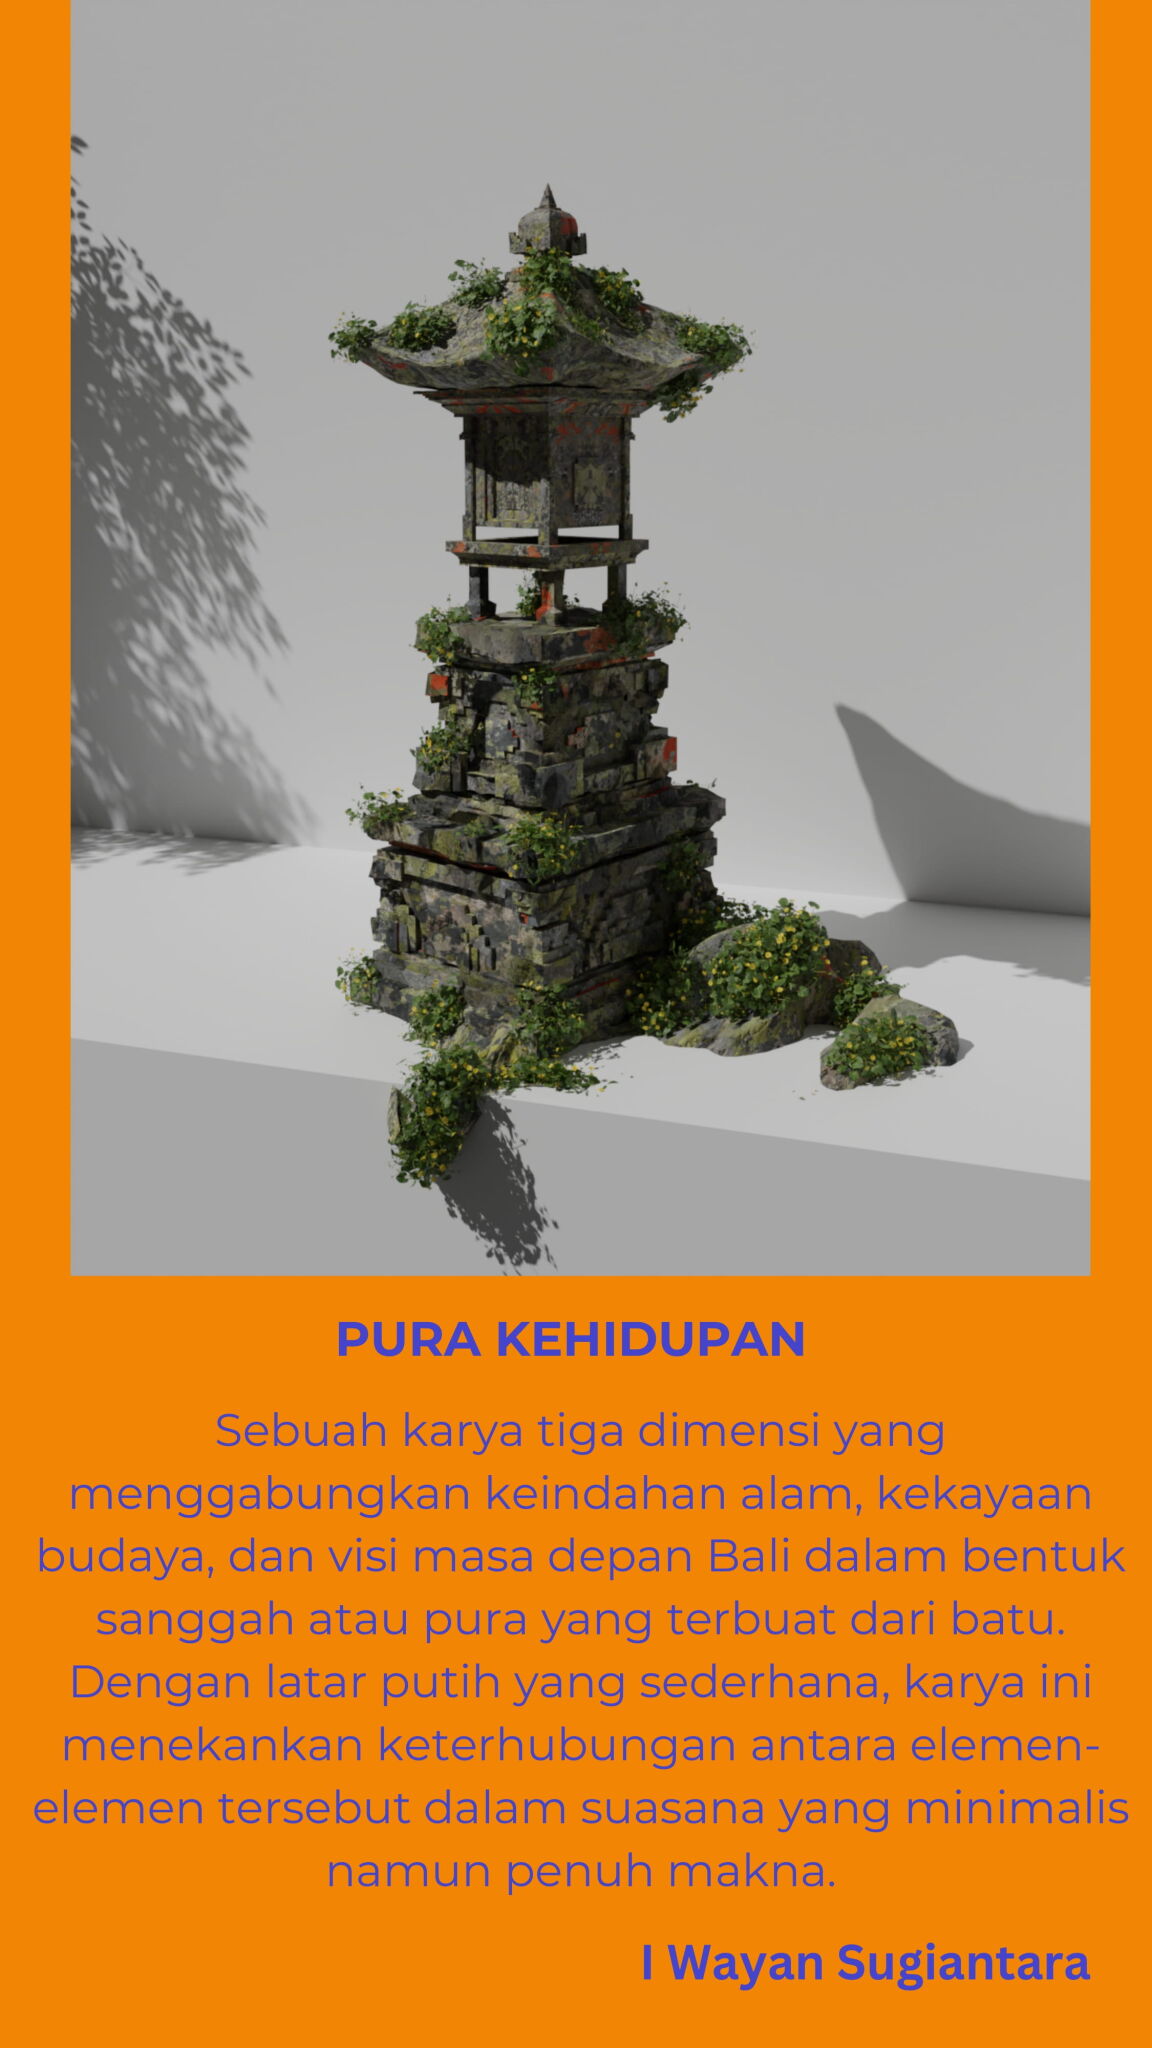 PURA KEHIDUPAN
Sebuah karya tiga dimensi yang
menggabungkan keindahan alam, kekayaan
budaya, dan visi masa depan Bali dalam bentuk
sanggah atau pura yang terbuat dari batu.
Dengan latar putih yang sederhana, karya ini
menekankan keterhubungan antara elemen-
elemen tersebut dalam suasana yang minimalis
namun penuh makna.
I Wayan Sugiantara